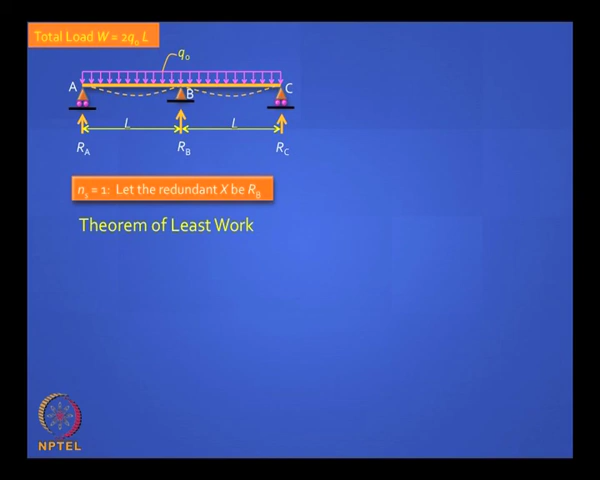 Total Load W = 2q₀ L
q₀
A
B
C
L
L
R_A
R_B
R_C
n_s = 1: Let the redundant X be R_B
Theorem of Least Work
NPTEL